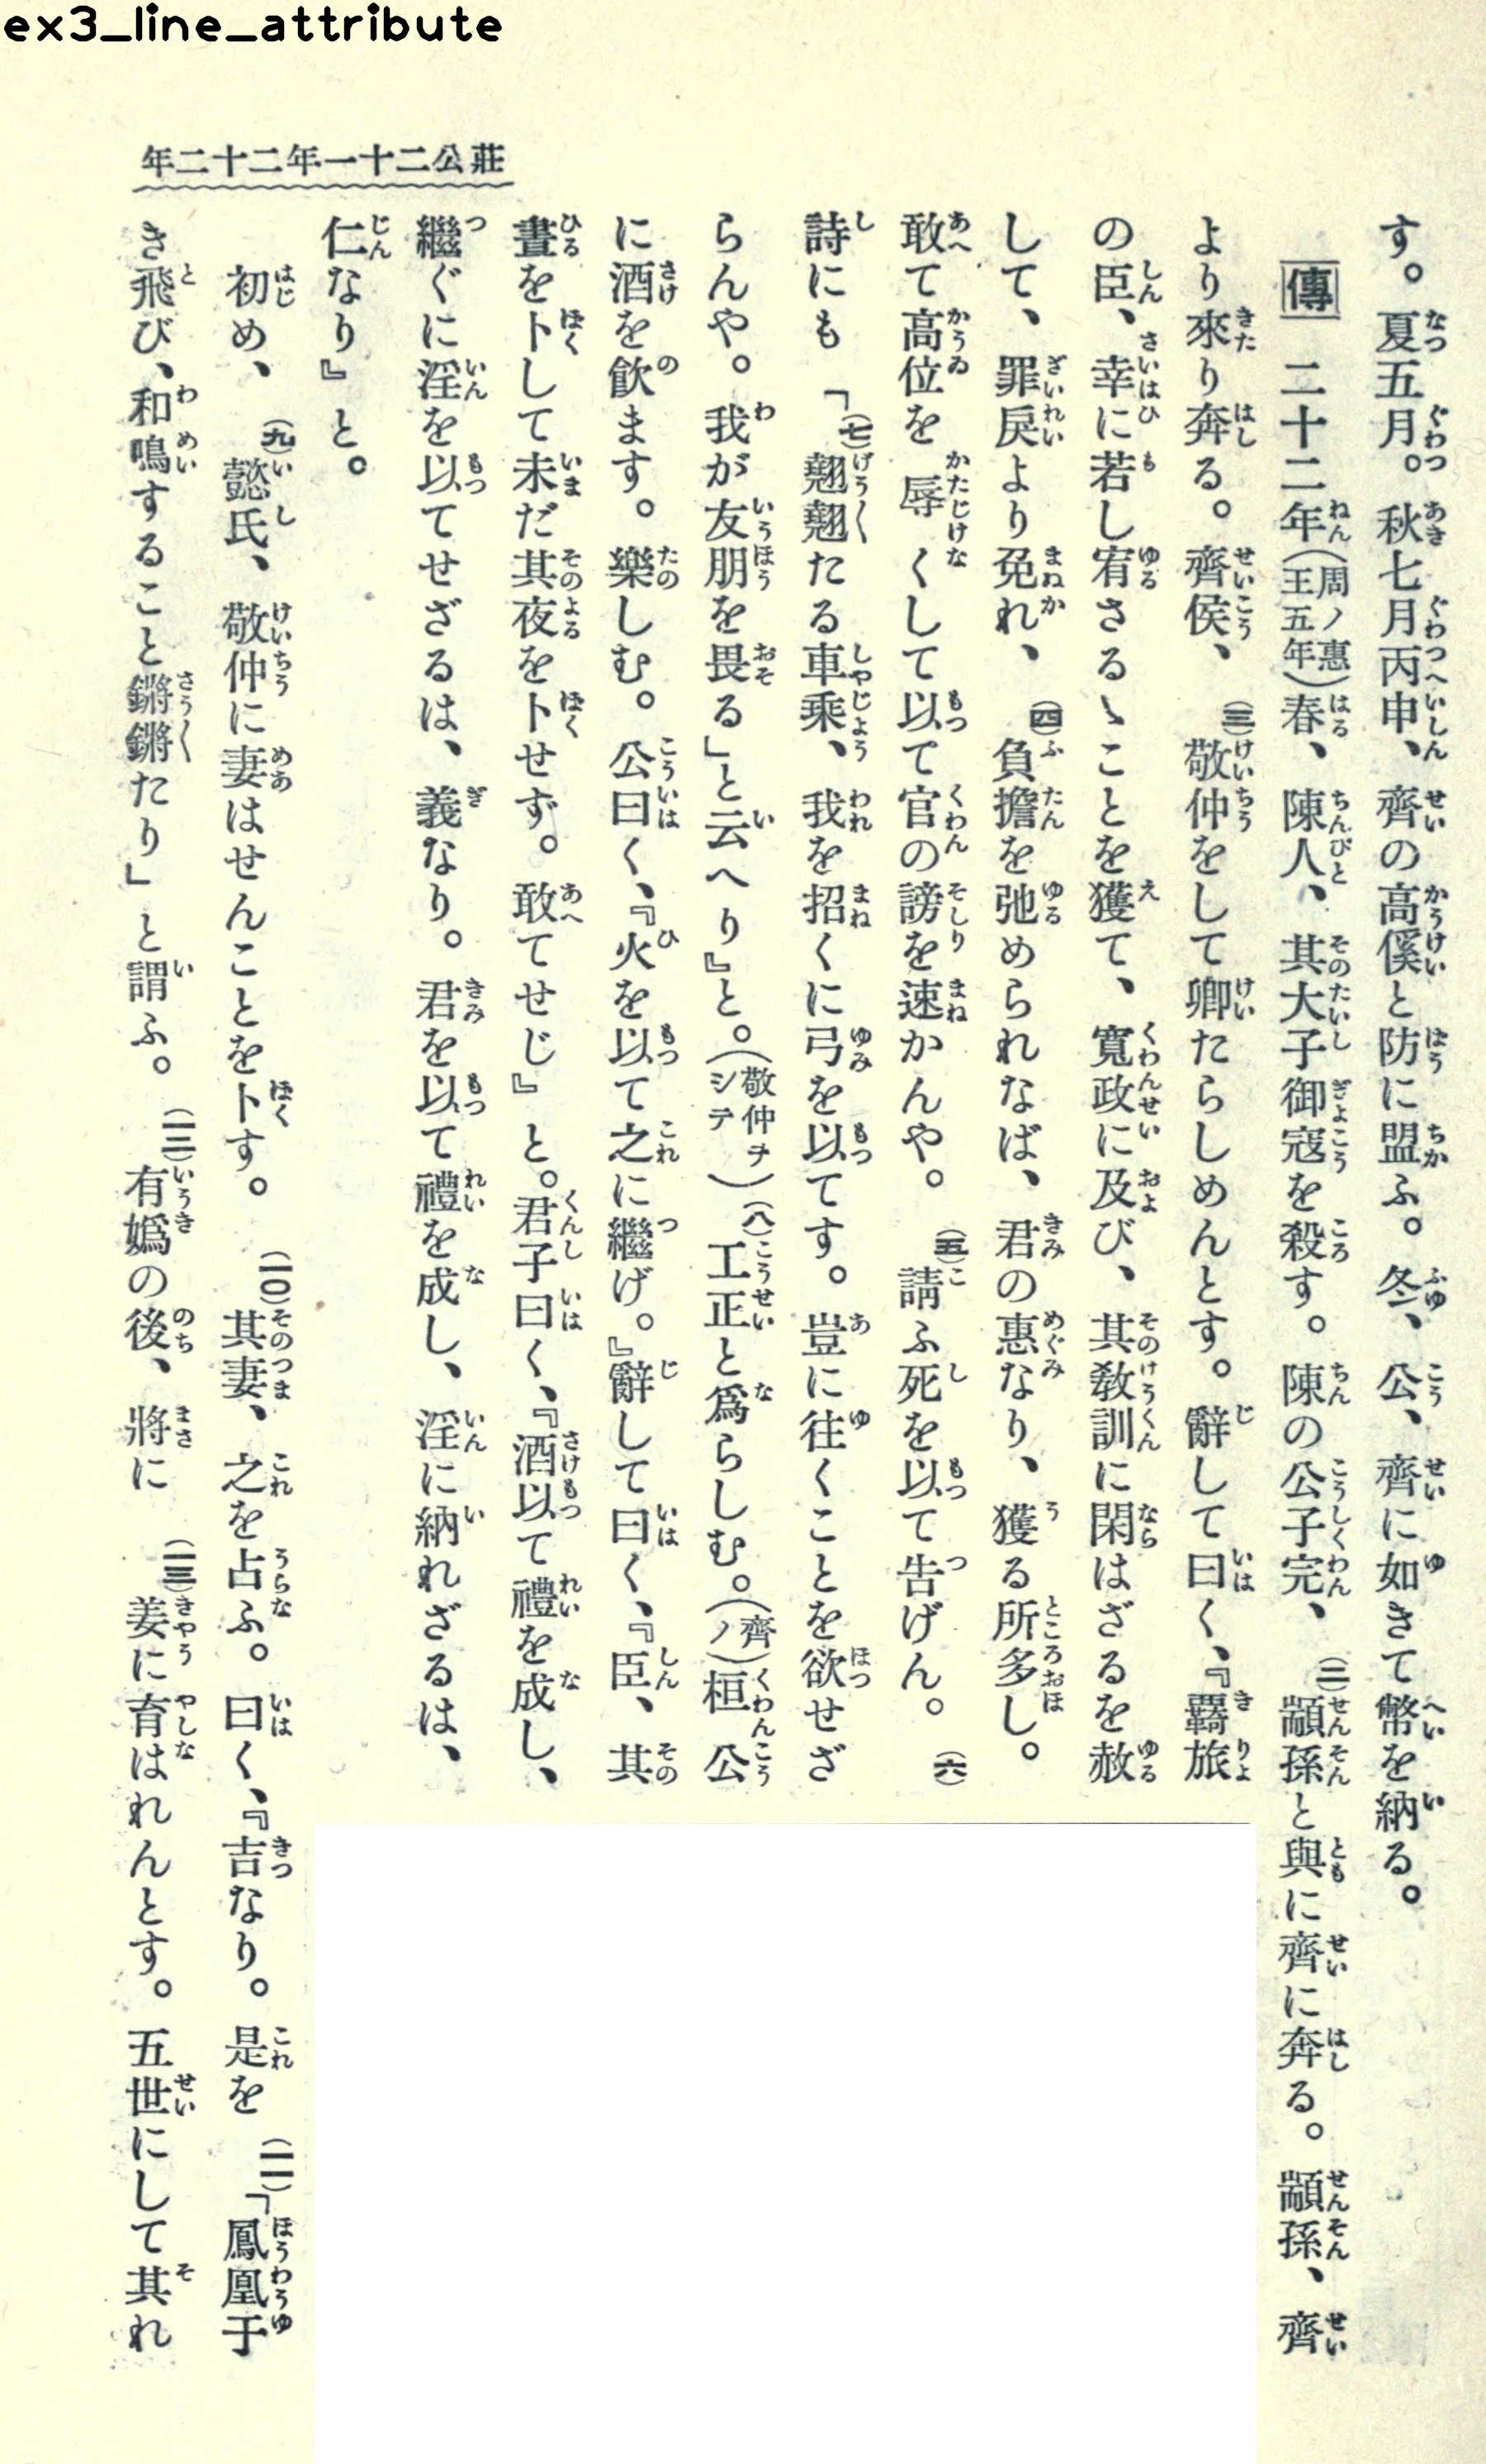 ex3_line_attribute
莊公二十一年二十二年
す。夏五月。秋七月丙申、齊の高傒と防に盟ふ。冬、公、齊に如きて幣を納る。
傳 二十二年(周ノ惠王五年)春、陳人、其大子御寇を殺す。陳の公子完、(二)顓孫と與に齊に奔る。顓孫、齊
より來り奔る。齊侯、(三)敬仲をして卿たらしめんとす。辭して曰く、『羇旅
の臣、幸に若し宥さるゝことを獲て、寬政に及び、其敎訓に閑はざるを赦
して、罪戾より免れ、(四)負擔を弛められなば、君の惠なり、獲る所多し。
敢て高位を辱くして以て官の謗を速かんや。(五)請ふ死を以て告げん。(六)
詩にも「(七)翹翹たる車乘、我を招くに弓を以てす。豈に往くことを欲せざ
らんや。我が友朋を畏る」と云へり』と。(敬仲ヲシテ)(八)工正と爲らしむ。(齊ノ)桓公
に酒を飮ます。樂しむ。公曰く、『火を以て之に繼げ。』辭して曰く、『臣、其
晝を卜して未だ其夜を卜せず。敢てせじ』と。君子曰く、『酒以て禮を成し、
繼ぐに淫を以てせざるは、義なり。君を以て禮を成し、淫に納れざるは、
仁なり』と。
初め、(九)懿氏、敬仲に妻はせんことを卜す。(一〇)其妻、之を占ふ。曰く、『吉なり。是を(一一)「鳳凰于
き飛び、和鳴すること鏘鏘たり」と謂ふ。(一二)有嬀の後、將に(一三)姜に育はれんとす。五世にして其れ